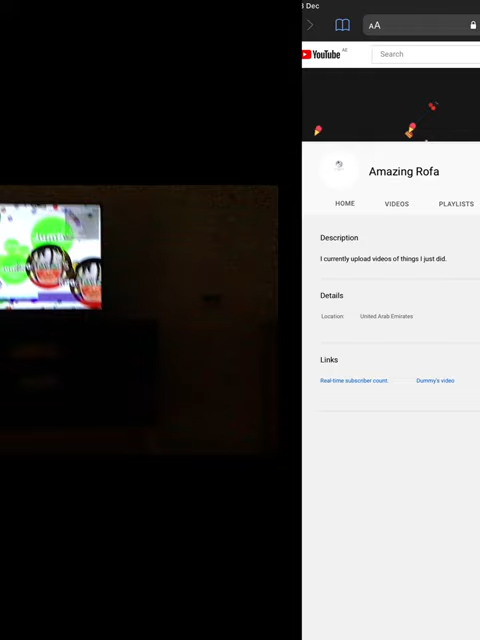 3 Dec
AA
YouTube AE
Search
Amazing Rofa
HOME VIDEOS PLAYLISTS
Description
I currently upload videos of things I just did.
Details
Location: United Arab Emirates
Links
Real-time subscriber count. Dummy's video